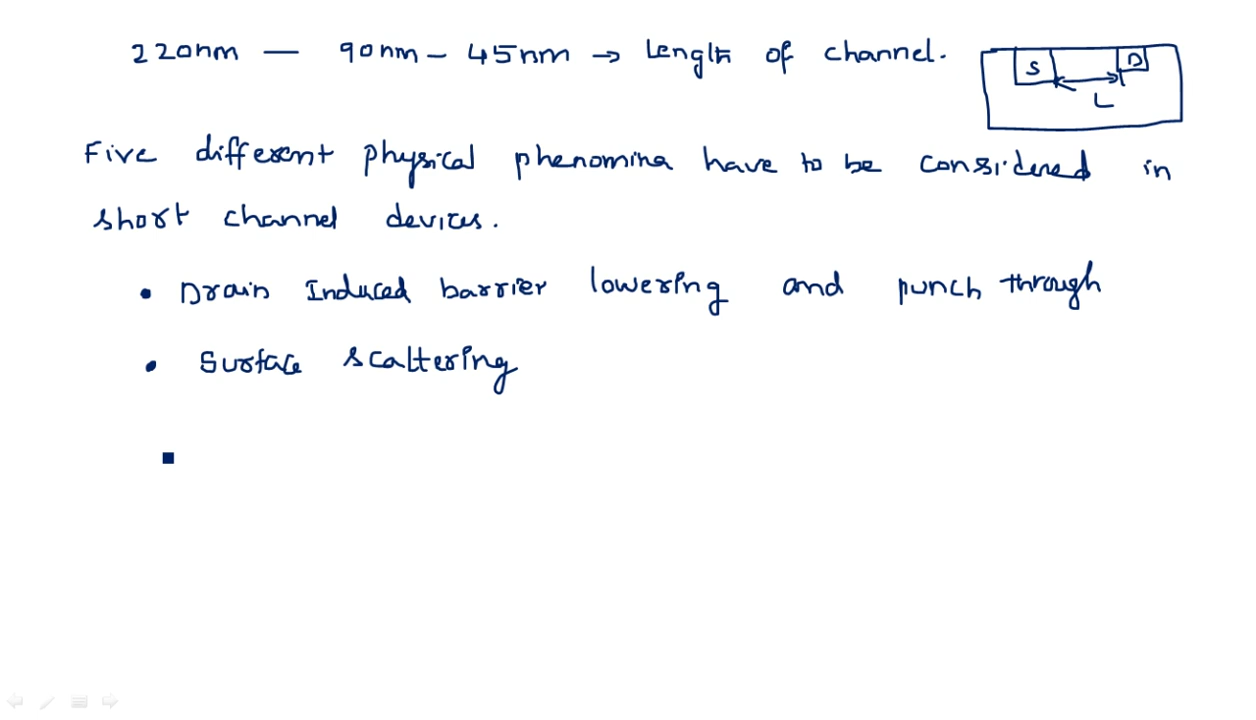 220nm — 90nm – 45nm → Length of channel.
S D
L
Five different physical phenomina have to be considered in
short channel devices.
• Drain Induced barrier lowering and punch through
• Surface scattering